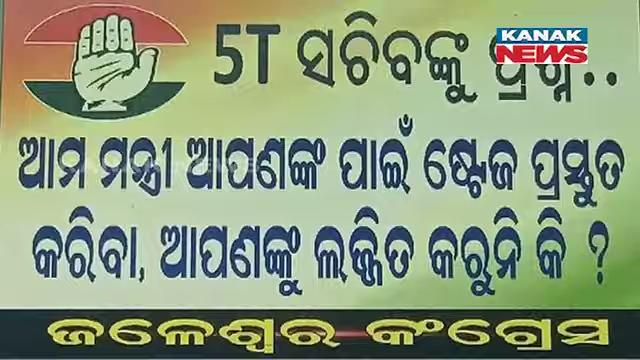 KANAK
NEWS
5T ସଚିବଙ୍କୁ ପ୍ରଶ୍ନ..
ଆମ ମନ୍ତ୍ରୀ ଆପଣଙ୍କ ପାଇଁ ଷ୍ଟେଜ ପ୍ରସ୍ତୁତ
କରିବା, ଆପଣଙ୍କୁ ଲଜ୍ଜିତ କରୁନି କି ?
ଜଳେଶ୍ୱର କଂଗ୍ରେସ